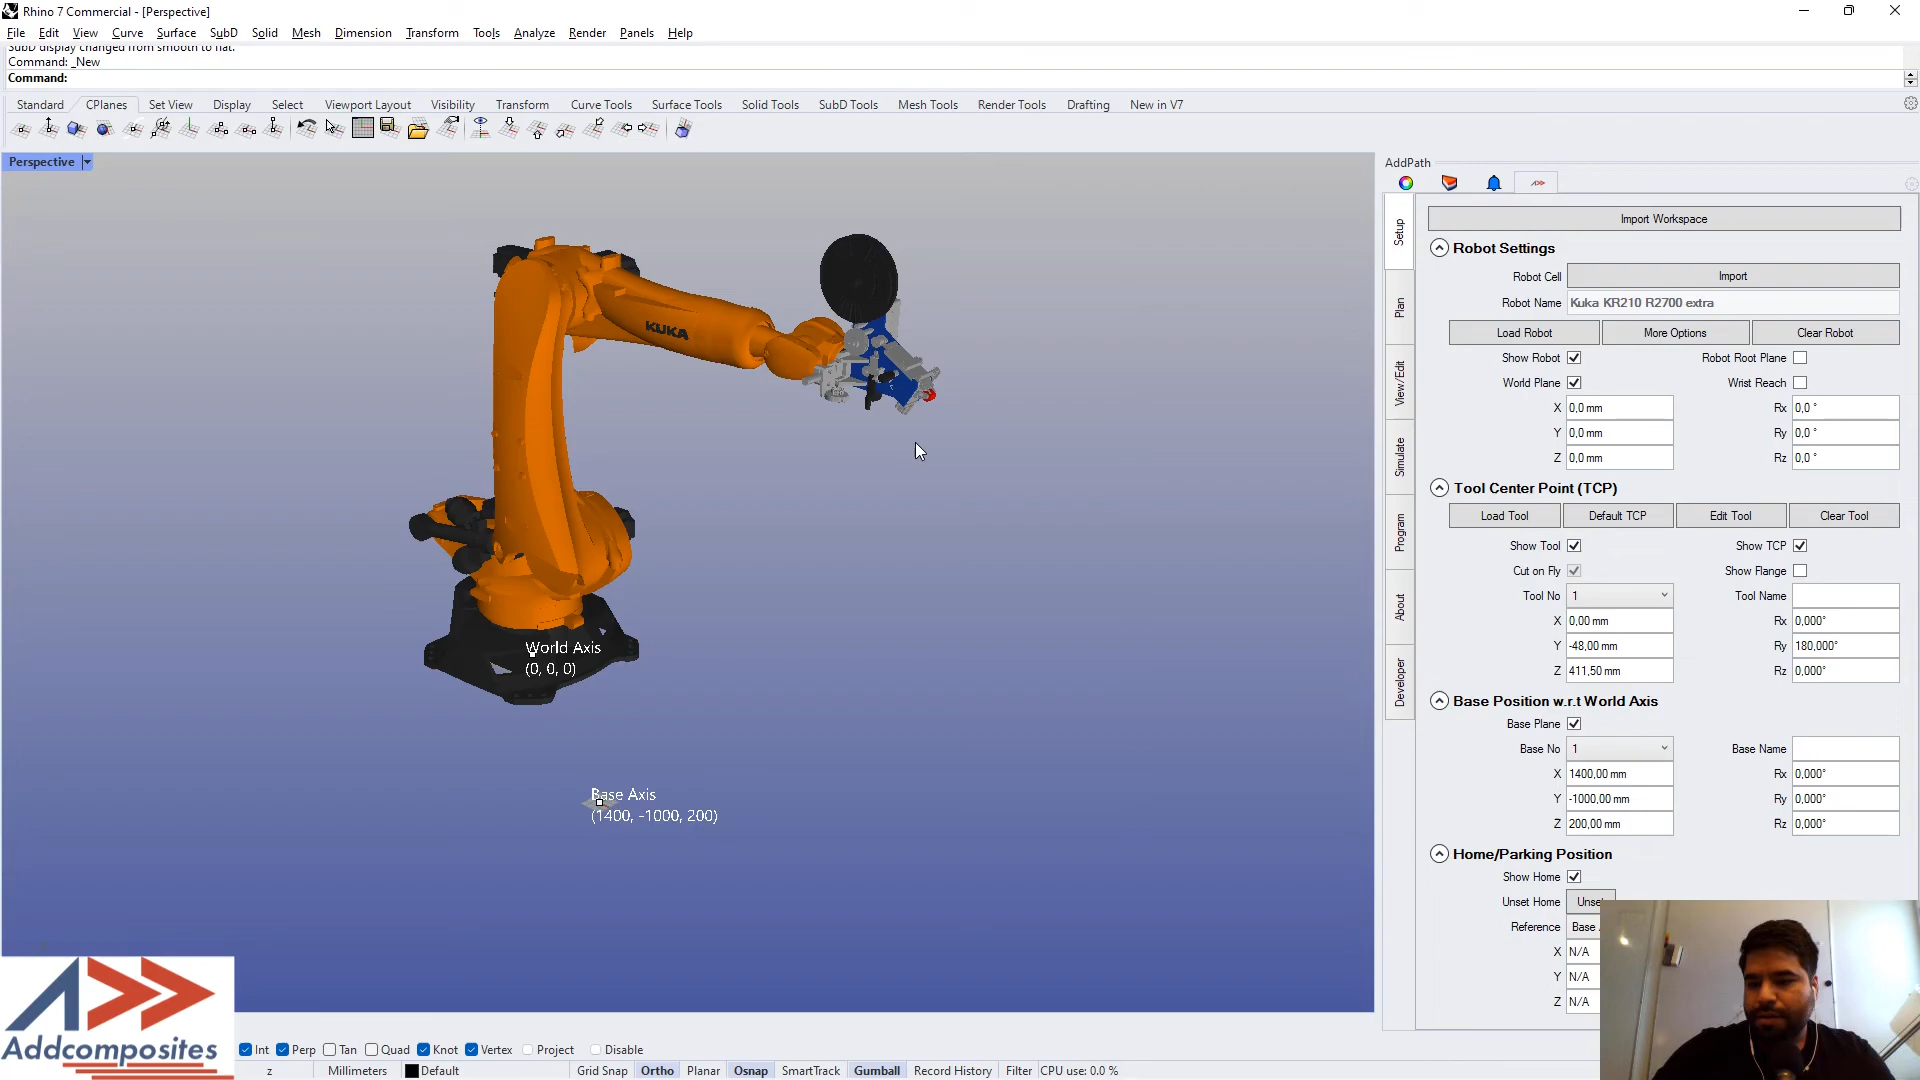 Rhino 7 Commercial - [Perspective]
File Edit View Curve Surface SubD Solid Mesh Dimension Transform Tools Analyze Render Panels Help
SubD display changed from smooth to flat.
Command: _New
Command:
Standard CPlanes Set View Display Select Viewport Layout Visibility Transform Curve Tools Surface Tools Solid Tools SubD Tools Mesh Tools Render Tools Drafting New in V7
Perspective
KUKA
World Axis
(0, 0, 0)
Base Axis
(1400, -1000, 200)
AddPath
Setup
Plan
View/Edit
Simulate
Program
About
Developer
Import Workspace
Robot Settings
Robot Cell Import
Robot Name Kuka KR210 R2700 extra
Load Robot More Options Clear Robot
Show Robot Robot Root Plane
World Plane Wrist Reach
X 0,0 mm Rx 0,0 °
Y 0,0 mm Ry 0,0 °
Z 0,0 mm Rz 0,0 °
Tool Center Point (TCP)
Load Tool Default TCP Edit Tool Clear Tool
Show Tool Show TCP
Cut on Fly Show Flange
Tool No 1 Tool Name
X 0,00 mm Rx 0,000°
Y -48,00 mm Ry 180,000°
Z 411,50 mm Rz 0,000°
Base Position w.r.t World Axis
Base Plane
Base No 1 Base Name
X 1400,00 mm Rx 0,000°
Y -1000,00 mm Ry 0,000°
Z 200,00 mm Rz 0,000°
Home/Parking Position
Show Home
Unset Home Unse
Reference Base
X N/A
Y N/A
Z N/A
Addcomposites
Int Perp Tan Quad Knot Vertex Project Disable
z Millimeters Default Grid Snap Ortho Planar Osnap SmartTrack Gumball Record History Filter CPU use: 0.0 %